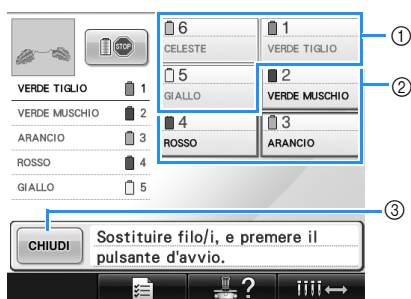 6
CELESTE
1
VERDE TIGLIO
①
5
GIALLO
2
VERDE MUSCHIO
②
4
ROSSO
3
ARANCIO
STOP
VERDE TIGLIO 1
VERDE MUSCHIO 2
ARANCIO 3
ROSSO 4
GIALLO 5
③
CHIUDI
Sostituire filo/i, e premere il
pulsante d'avvio.
?